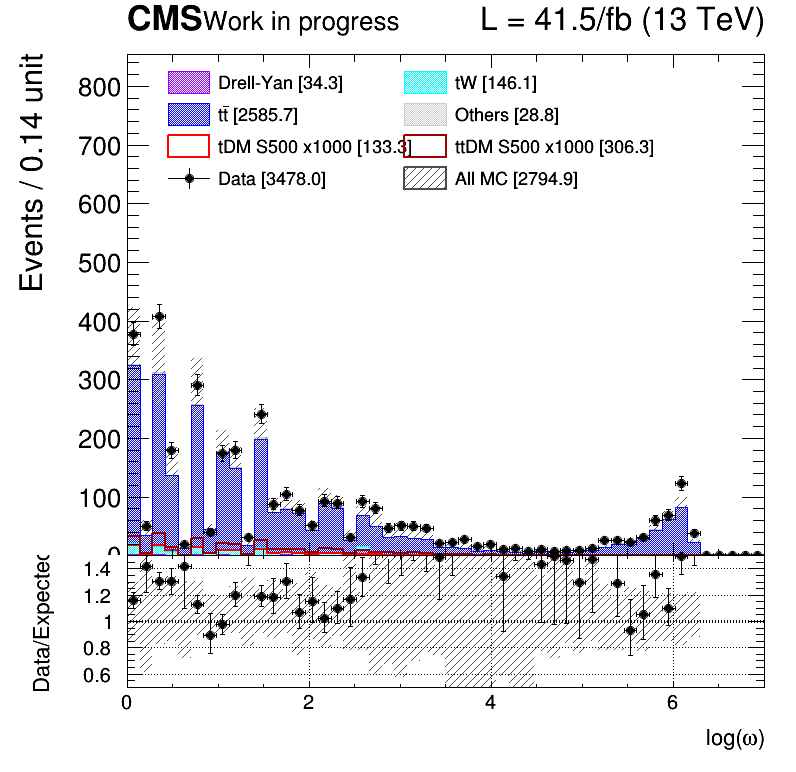 CMS Work in progress L = 41.5/fb (13 TeV)
Events / 0.14 unit
Drell-Yan [34.3] tW [146.1]
tt̄ [2585.7] Others [28.8]
tDM S500 x1000 [133.3] ttDM S500 x1000 [306.3]
Data [3478.0] All MC [2794.9]
800
700
600
500
400
300
200
100
0
Data/Expected
1.4
1.2
1
0.8
0.6
0 2 4 6
log(ω)